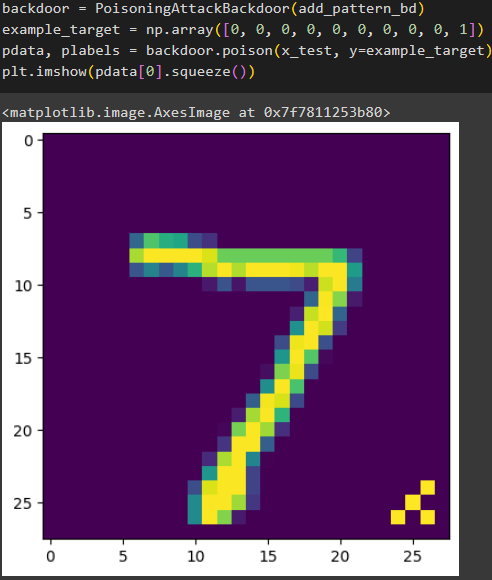 backdoor = PoisoningAttackBackdoor(add_pattern_bd)
example_target = np.array([0, 0, 0, 0, 0, 0, 0, 0, 0, 1])
pdata, plabels = backdoor.poison(x_test, y=example_target)
plt.imshow(pdata[0].squeeze())
<matplotlib.image.AxesImage at 0x7f7811253b80>
0
5
10
15
20
25
0 5 10 15 20 25